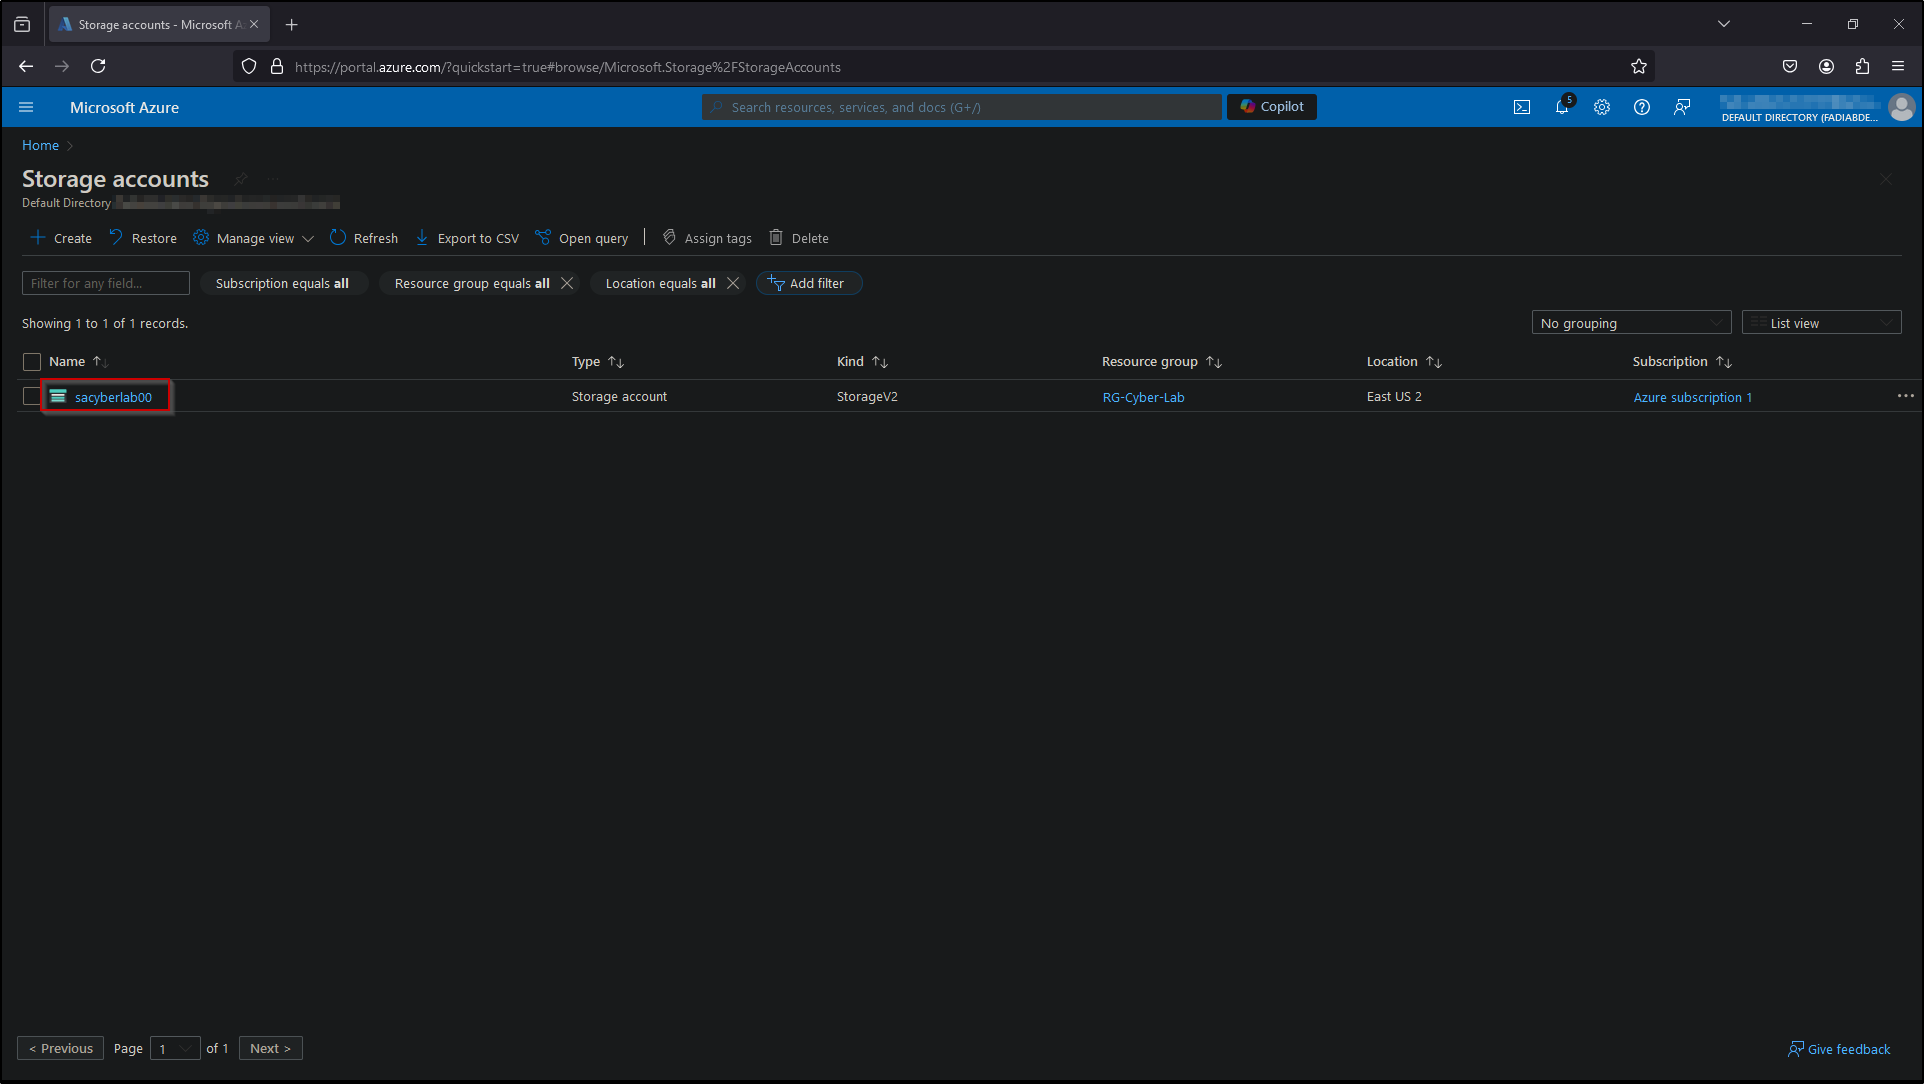 Storage accounts - Microsoft A
https://portal.azure.com/?quickstart=true#browse/Microsoft.Storage%2FStorageAccounts
Microsoft Azure
Search resources, services, and docs (G+/)
Copilot
5
DEFAULT DIRECTORY (FADIABDE...
Home
Storage accounts
Default Directory
Create Restore Manage view Refresh Export to CSV Open query Assign tags Delete
Filter for any field... Subscription equals all Resource group equals all Location equals all Add filter
Showing 1 to 1 of 1 records. No grouping List view
Name Type Kind Resource group Location Subscription
sacyberlab00 Storage account StorageV2 RG-Cyber-Lab East US 2 Azure subscription 1
< Previous Page 1 of 1 Next > Give feedback